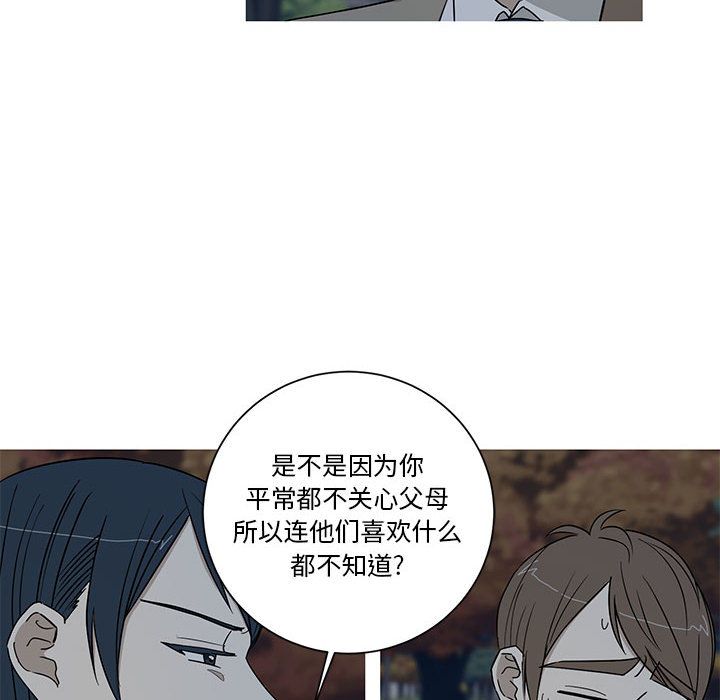 是不是因为你
平常都不关心父母
所以连他们喜欢什么
都不知道?